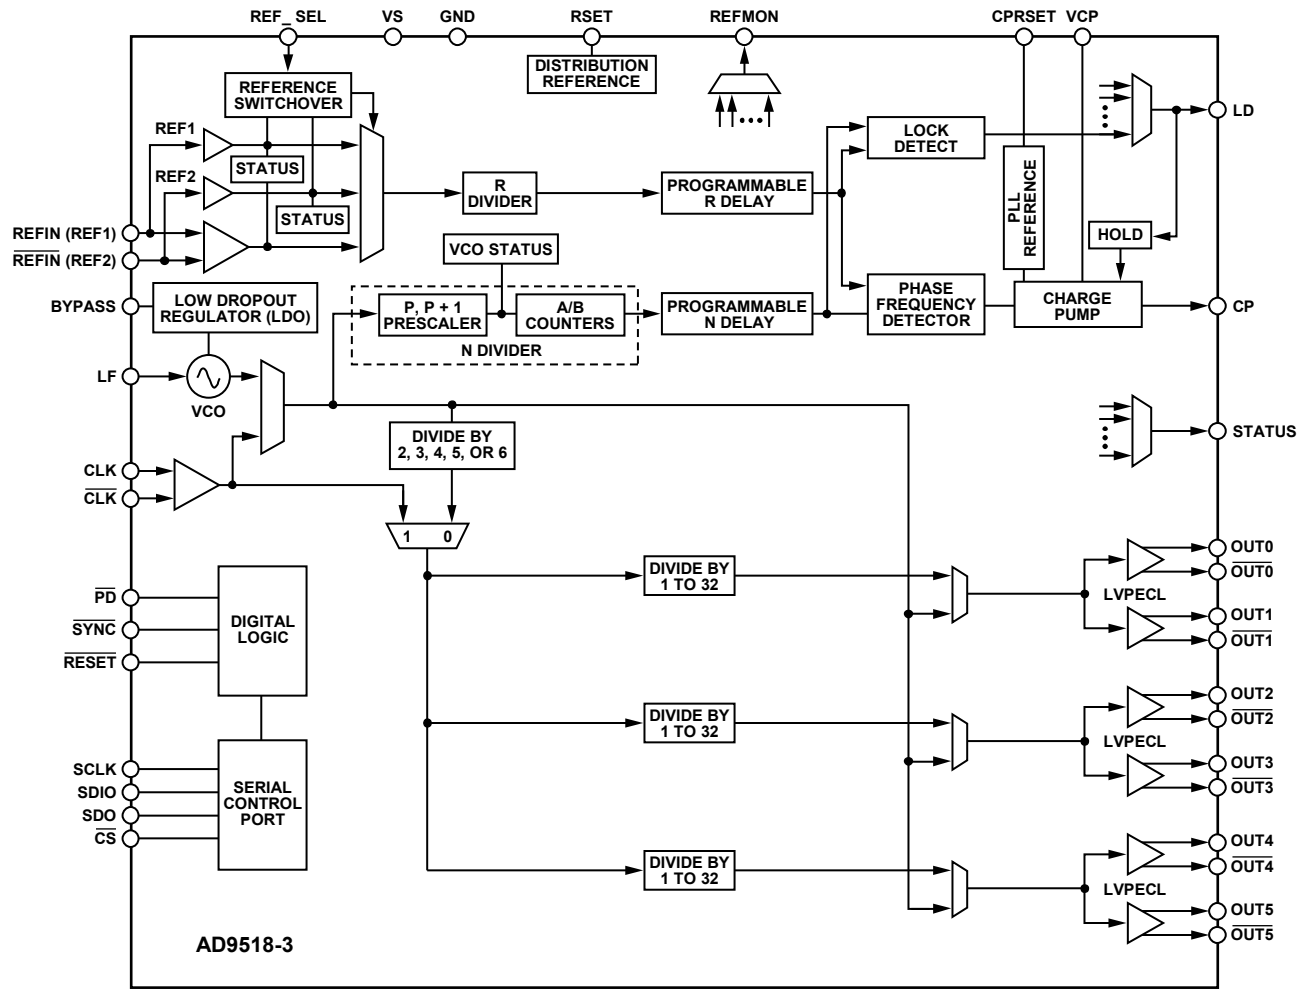 REF_ SEL
VS
GND
RSET
REFMON
CPRSET
VCP
DISTRIBUTION
REFERENCE
REFERENCE
SWITCHOVER
REF1
STATUS
REF2
STATUS
REFIN (REF1)
REFIN (REF2)
R
DIVIDER
PROGRAMMABLE
R DELAY
LOCK
DETECT
LD
PLL
REFERENCE
HOLD
VCO STATUS
BYPASS
LOW DROPOUT
REGULATOR (LDO)
P, P + 1
PRESCALER
A/B
COUNTERS
N DIVIDER
PROGRAMMABLE
N DELAY
PHASE
FREQUENCY
DETECTOR
CHARGE
PUMP
CP
LF
VCO
DIVIDE BY
2, 3, 4, 5, OR 6
STATUS
CLK
CLK
1
0
DIVIDE BY
1 TO 32
OUT0
OUT0
LVPECL
OUT1
OUT1
PD
SYNC
RESET
DIGITAL
LOGIC
DIVIDE BY
1 TO 32
OUT2
OUT2
LVPECL
OUT3
OUT3
SCLK
SDIO
SDO
CS
SERIAL
CONTROL
PORT
DIVIDE BY
1 TO 32
OUT4
OUT4
LVPECL
OUT5
OUT5
AD9518-3